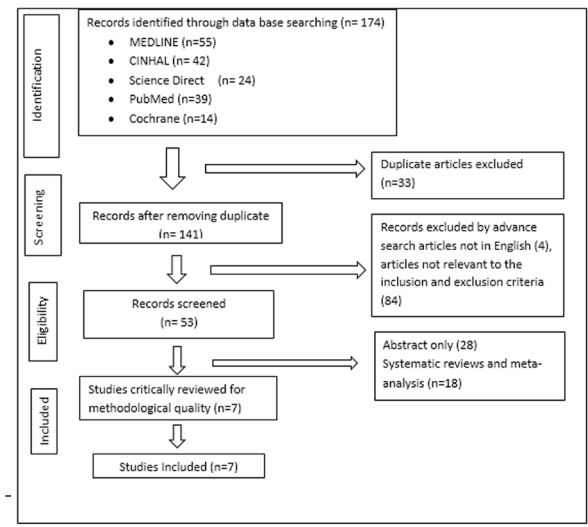 Identification
Records identified through data base searching (n= 174)
• MEDLINE (n=55)
• CINHAL (n= 42)
• Science Direct (n= 24)
• PubMed (n=39)
• Cochrane (n=14)
Duplicate articles excluded
(n=33)
Screening
Records after removing duplicate
(n= 141)
Records excluded by advance
search articles not in English (4),
articles not relevant to the
inclusion and exclusion criteria
(84)
Eligibility
Records screened
(n= 53)
Abstract only (28)
Systematic reviews and meta-
analysis (n=18)
Included
Studies critically reviewed for
methodological quality (n=7)
Studies Included (n=7)